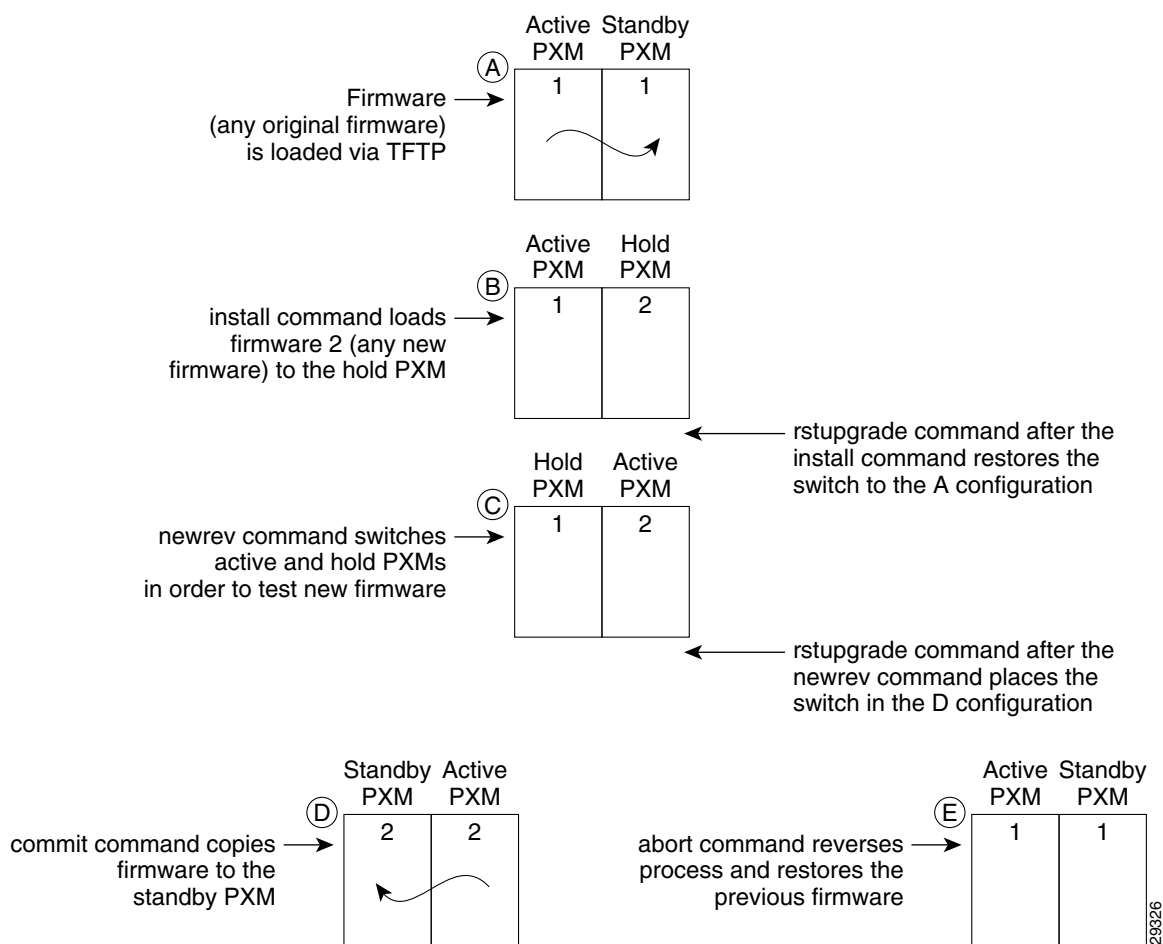 Active Standby
PXM PXM
A
1 1
Firmware
(any original firmware)
is loaded via TFTP
Active Hold
PXM PXM
B
1 2
install command loads
firmware 2 (any new
firmware) to the hold PXM
rstupgrade command after the
install command restores the
switch to the A configuration
Hold Active
PXM PXM
C
1 2
newrev command switches
active and hold PXMs
in order to test new firmware
rstupgrade command after the
newrev command places the
switch in the D configuration
Standby Active
PXM PXM
D
2 2
commit command copies
firmware to the
standby PXM
Active Standby
PXM PXM
E
1 1
abort command reverses
process and restores the
previous firmware
29326